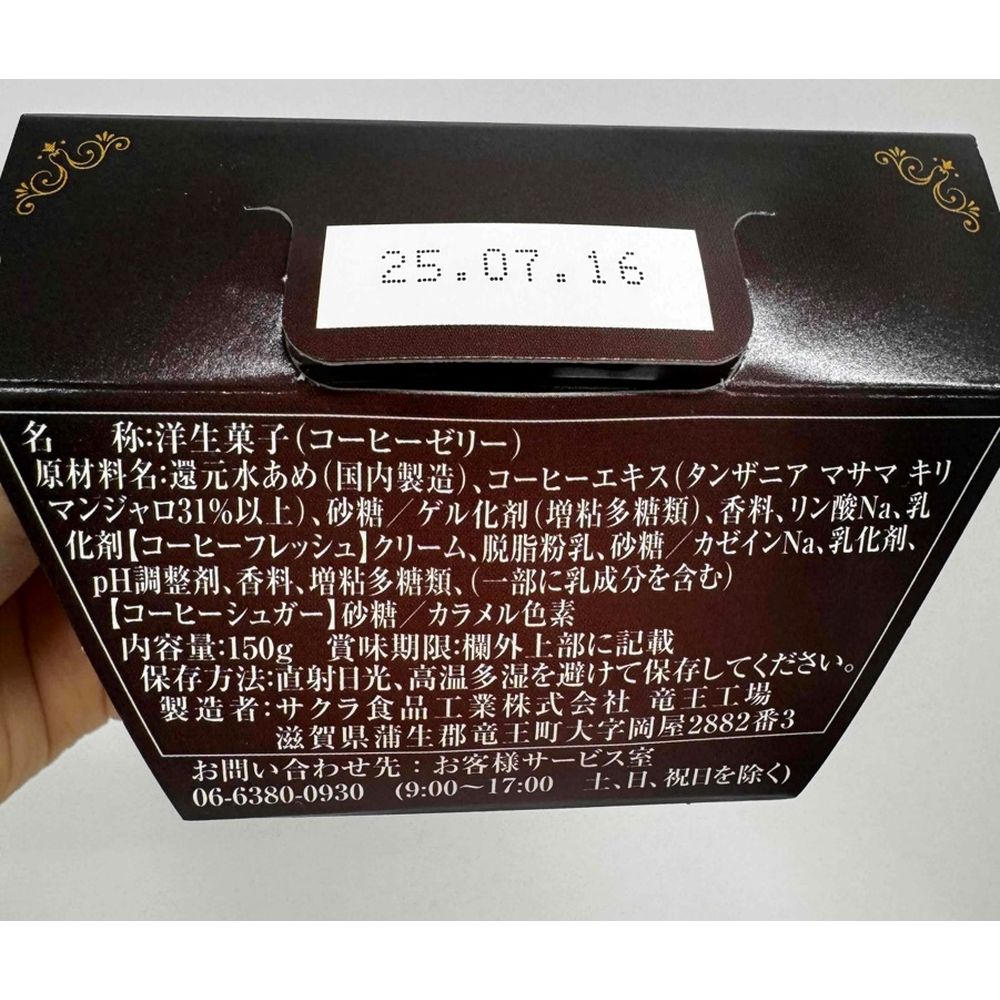 25.07.16
名　　称:洋生菓子(コーヒーゼリー)
原材料名:還元水あめ(国内製造)、コーヒーエキス(タンザニア マサマ キリ
マンジャロ31%以上)、砂糖／ゲル化剤(増粘多糖類)、香料、リン酸Na、乳
化剤【コーヒーフレッシュ】クリーム、脱脂粉乳、砂糖／カゼインNa、乳化剤、
pH調整剤、香料、増粘多糖類、(一部に乳成分を含む)
【コーヒーシュガー】砂糖／カラメル色素
内容量:150g　賞味期限:欄外上部に記載
保存方法:直射日光、高温多湿を避けて保存してください。
製造者:サクラ食品工業株式会社 竜王工場
滋賀県蒲生郡竜王町大字岡屋2882番3
お問い合わせ先：お客様サービス室
06-6380-0930　(9:00〜17:00　土、日、祝日を除く)